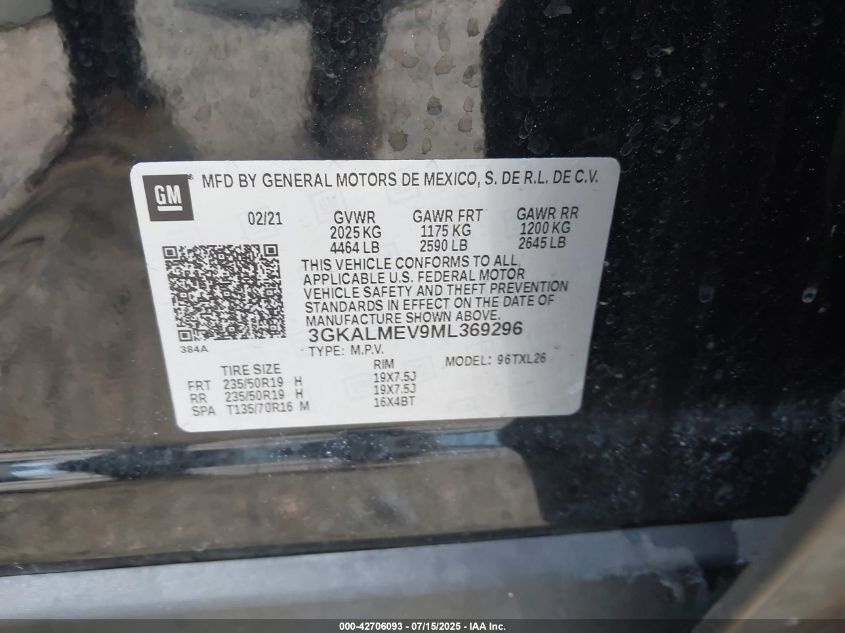 GM ® MFD BY GENERAL MOTORS DE MEXICO, S. DE R.L. DE C.V.
02/21 GVWR GAWR FRT GAWR RR
2025 KG 1175 KG 1200 KG
4464 LB 2590 LB 2645 LB
THIS VEHICLE CONFORMS TO ALL
APPLICABLE U.S. FEDERAL MOTOR
VEHICLE SAFETY AND THEFT PREVENTION
STANDARDS IN EFFECT ON THE DATE OF
MANUFACTURE SHOWN ABOVE.
3GKALMEV9ML369296
384A
TYPE: M.P.V. MODEL: 96TXL26
TIRE SIZE RIM
FRT 235/50R19 H 19X7.5J
RR 235/50R19 H 19X7.5J
SPA T135/70R16 M 16X4BT
000-42706093 / 07/15/2025 - IAA Inc.